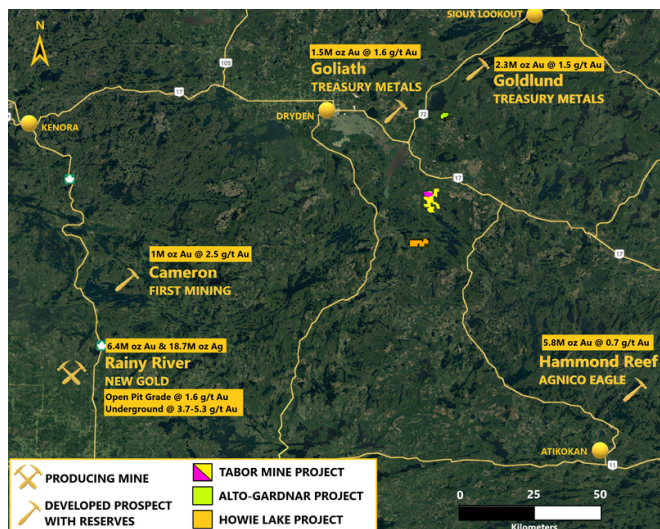 SIOUX LOOKOUT
N
1.5M oz Au @ 1.6 g/t Au
Goliath
TREASURY METALS
2.3M oz Au @ 1.5 g/t Au
Goldlund
TREASURY METALS
105
17
KENORA
DRYDEN
72
17
1M oz Au @ 2.5 g/t Au
Cameron
FIRST MINING
17
6.4M oz Au & 18.7M oz Ag
Rainy River
NEW GOLD
Open Pit Grade @ 1.6 g/t Au
Underground @ 3.7-5.3 g/t Au
5.8M oz Au @ 0.7 g/t Au
Hammond Reef
AGNICO EAGLE
ATIKOKAN
11
PRODUCING MINE
DEVELOPED PROSPECT
WITH RESERVES
TABOR MINE PROJECT
ALTO-GARDNAR PROJECT
HOWIE LAKE PROJECT
0 25 50
Kilometers